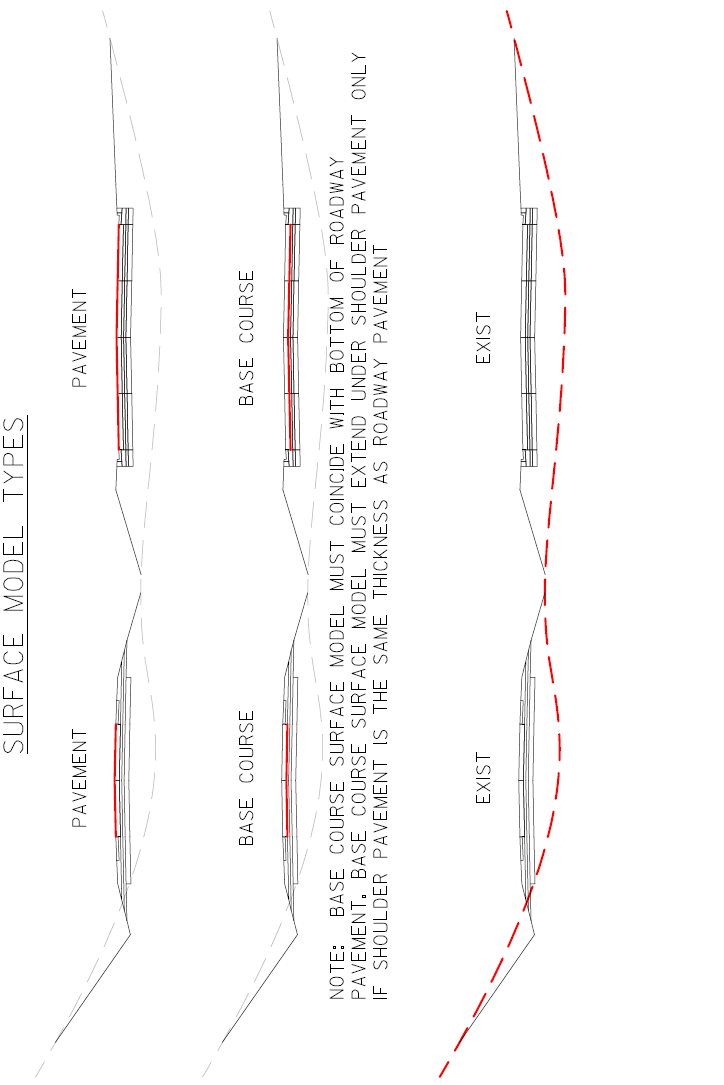 SURFACE MODEL TYPES
PAVEMENT
PAVEMENT
BASE COURSE
BASE COURSE
NOTE: BASE COURSE SURFACE MODEL MUST COINCIDE WITH BOTTOM OF ROADWAY
PAVEMENT. BASE COURSE SURFACE MODEL MUST EXTEND UNDER SHOULDER PAVEMENT ONLY
IF SHOULDER PAVEMENT IS THE SAME THICKNESS AS ROADWAY PAVEMENT
EXIST
EXIST